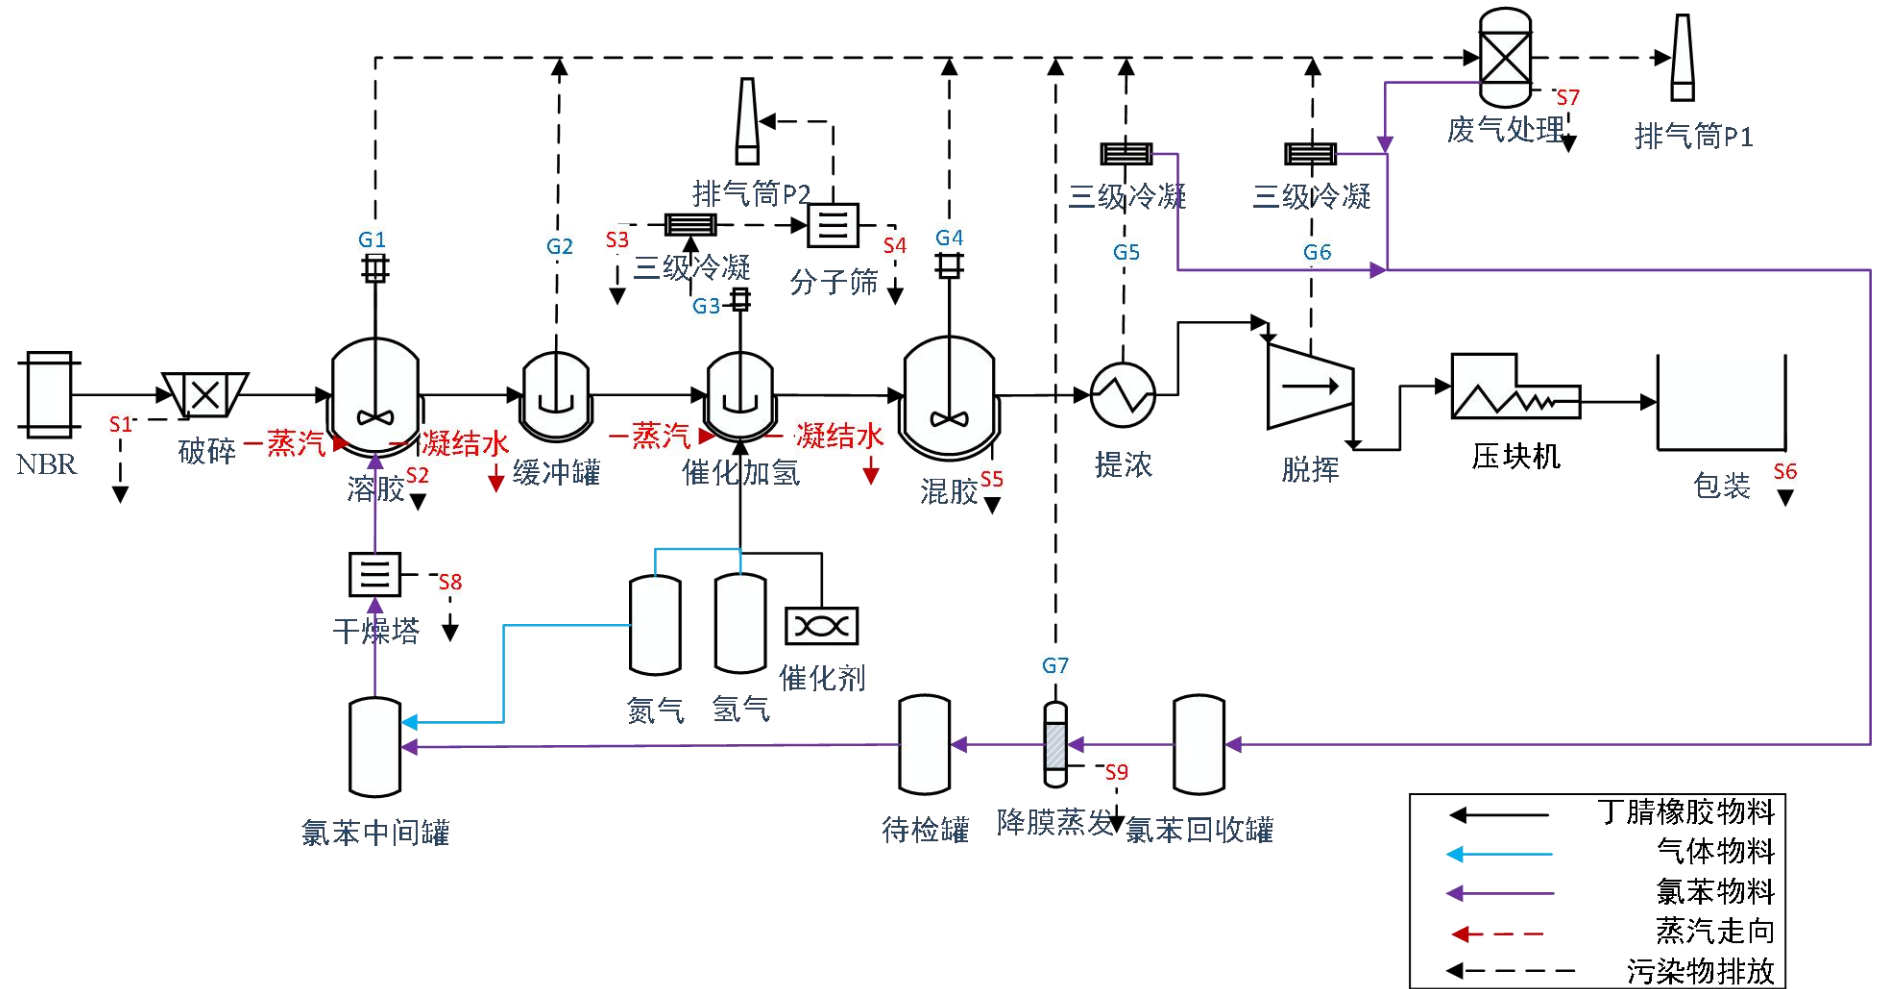 废气处理
S7
排气筒P1
排气筒P2
三级冷凝
三级冷凝
G1
G2
S3
三级冷凝
分子筛
S4
G4
G5
G6
G3
NBR
S1
破碎
蒸汽
凝结水
溶胶
S2
缓冲罐
蒸汽
凝结水
催化加氢
混胶
S5
提浓
脱挥
压块机
包装
S6
S8
干燥塔
氮气
氢气
催化剂
G7
氯苯中间罐
待检罐
降膜蒸发
S9
氯苯回收罐
丁腈橡胶物料
气体物料
氯苯物料
蒸汽走向
污染物排放